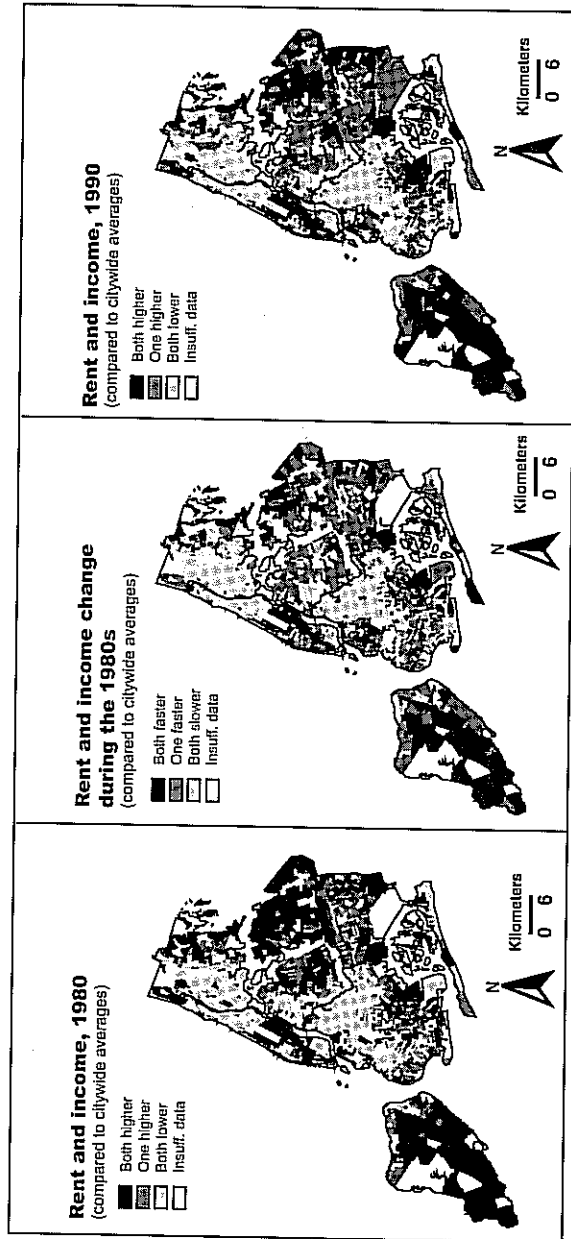 Rent and income, 1980
(compared to citywide averages)
Both higher
One higher
Both lower
Insuff. data
N
Kilometers
0 6
Rent and income change
during the 1980s
(compared to citywide averages)
Both faster
One faster
Both slower
Insuff. data
N
Kilometers
0 6
Rent and income, 1990
(compared to citywide averages)
Both higher
One higher
Both lower
Insuff. data
N
Kilometers
0 6